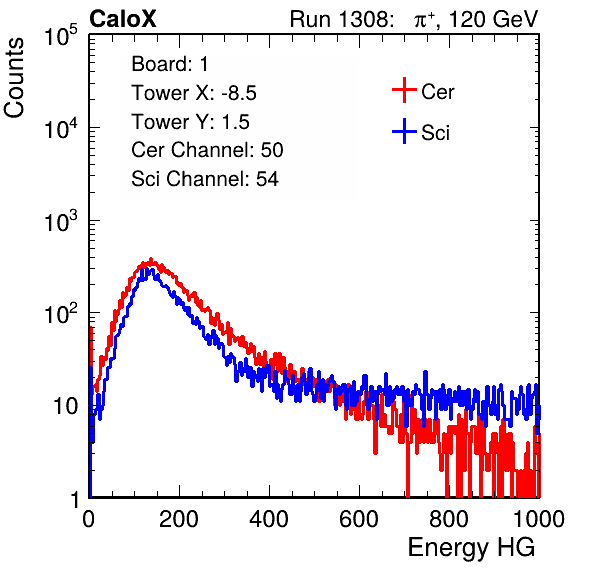 CaloX Run 1308: π⁺, 120 GeV
Counts
Board: 1
Tower X: -8.5
Tower Y: 1.5
Cer Channel: 50
Sci Channel: 54
Cer
Sci
10⁵
10⁴
10³
10²
10
1
0 200 400 600 800 1000
Energy HG